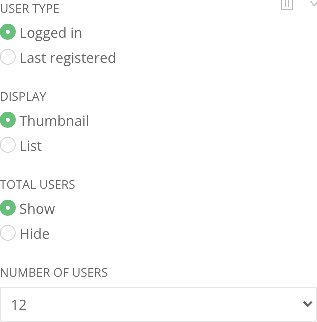 USER TYPE
Logged in
Last registered
DISPLAY
Thumbnail
List
TOTAL USERS
Show
Hide
NUMBER OF USERS
12